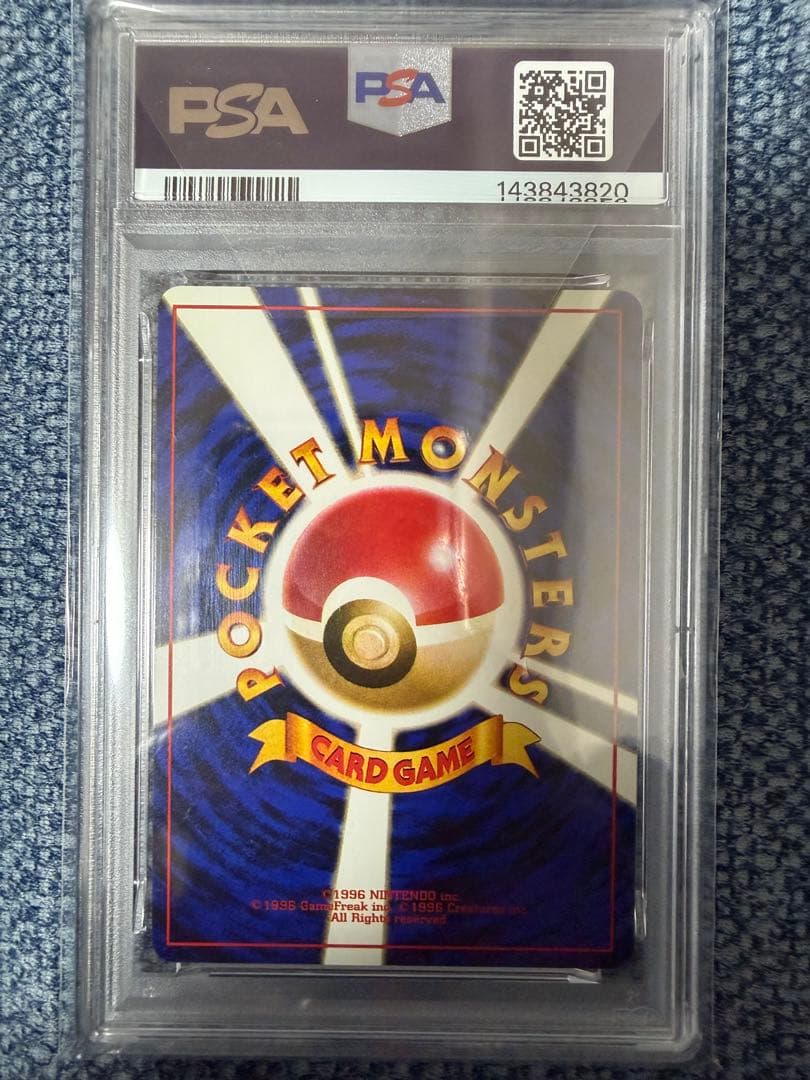 PSA
PSA
143843820
POCKET MONSTERS
CARD GAME
©1996 NINTENDO inc.
©1996 GameFreak inc. ©1996 Creatures inc.
All Rights reserved